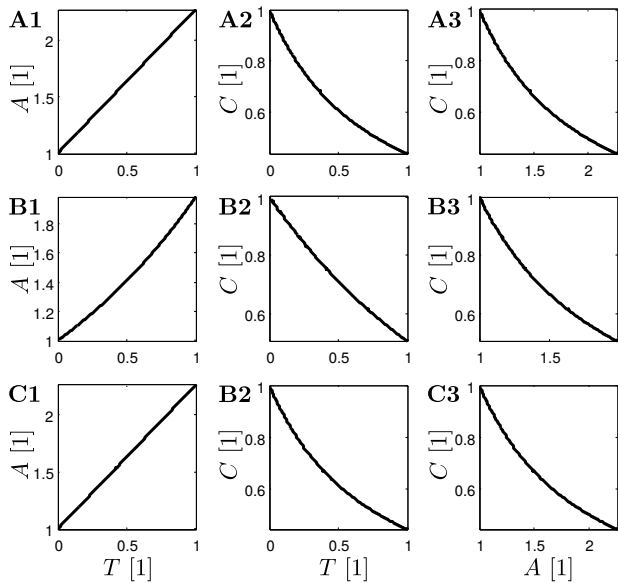 A1 A2 A3
A [1] C [1] C [1]
2 1 1
1.5 0.8 0.8
1 0.6 0.6
0 0.5 1 0 0.5 1 1 1.5 2
B1 B2 B3
A [1] C [1] C [1]
1.8 1 1
1.6 0.8 0.8
1.4 0.6 0.6
1.2
1
0 0.5 1 0 0.5 1 1 1.5
C1 B2 C3
A [1] C [1] C [1]
2 1 1
1.5 0.8 0.8
1 0.6 0.6
0 0.5 1 0 0.5 1 1 1.5 2
T [1] T [1] A [1]